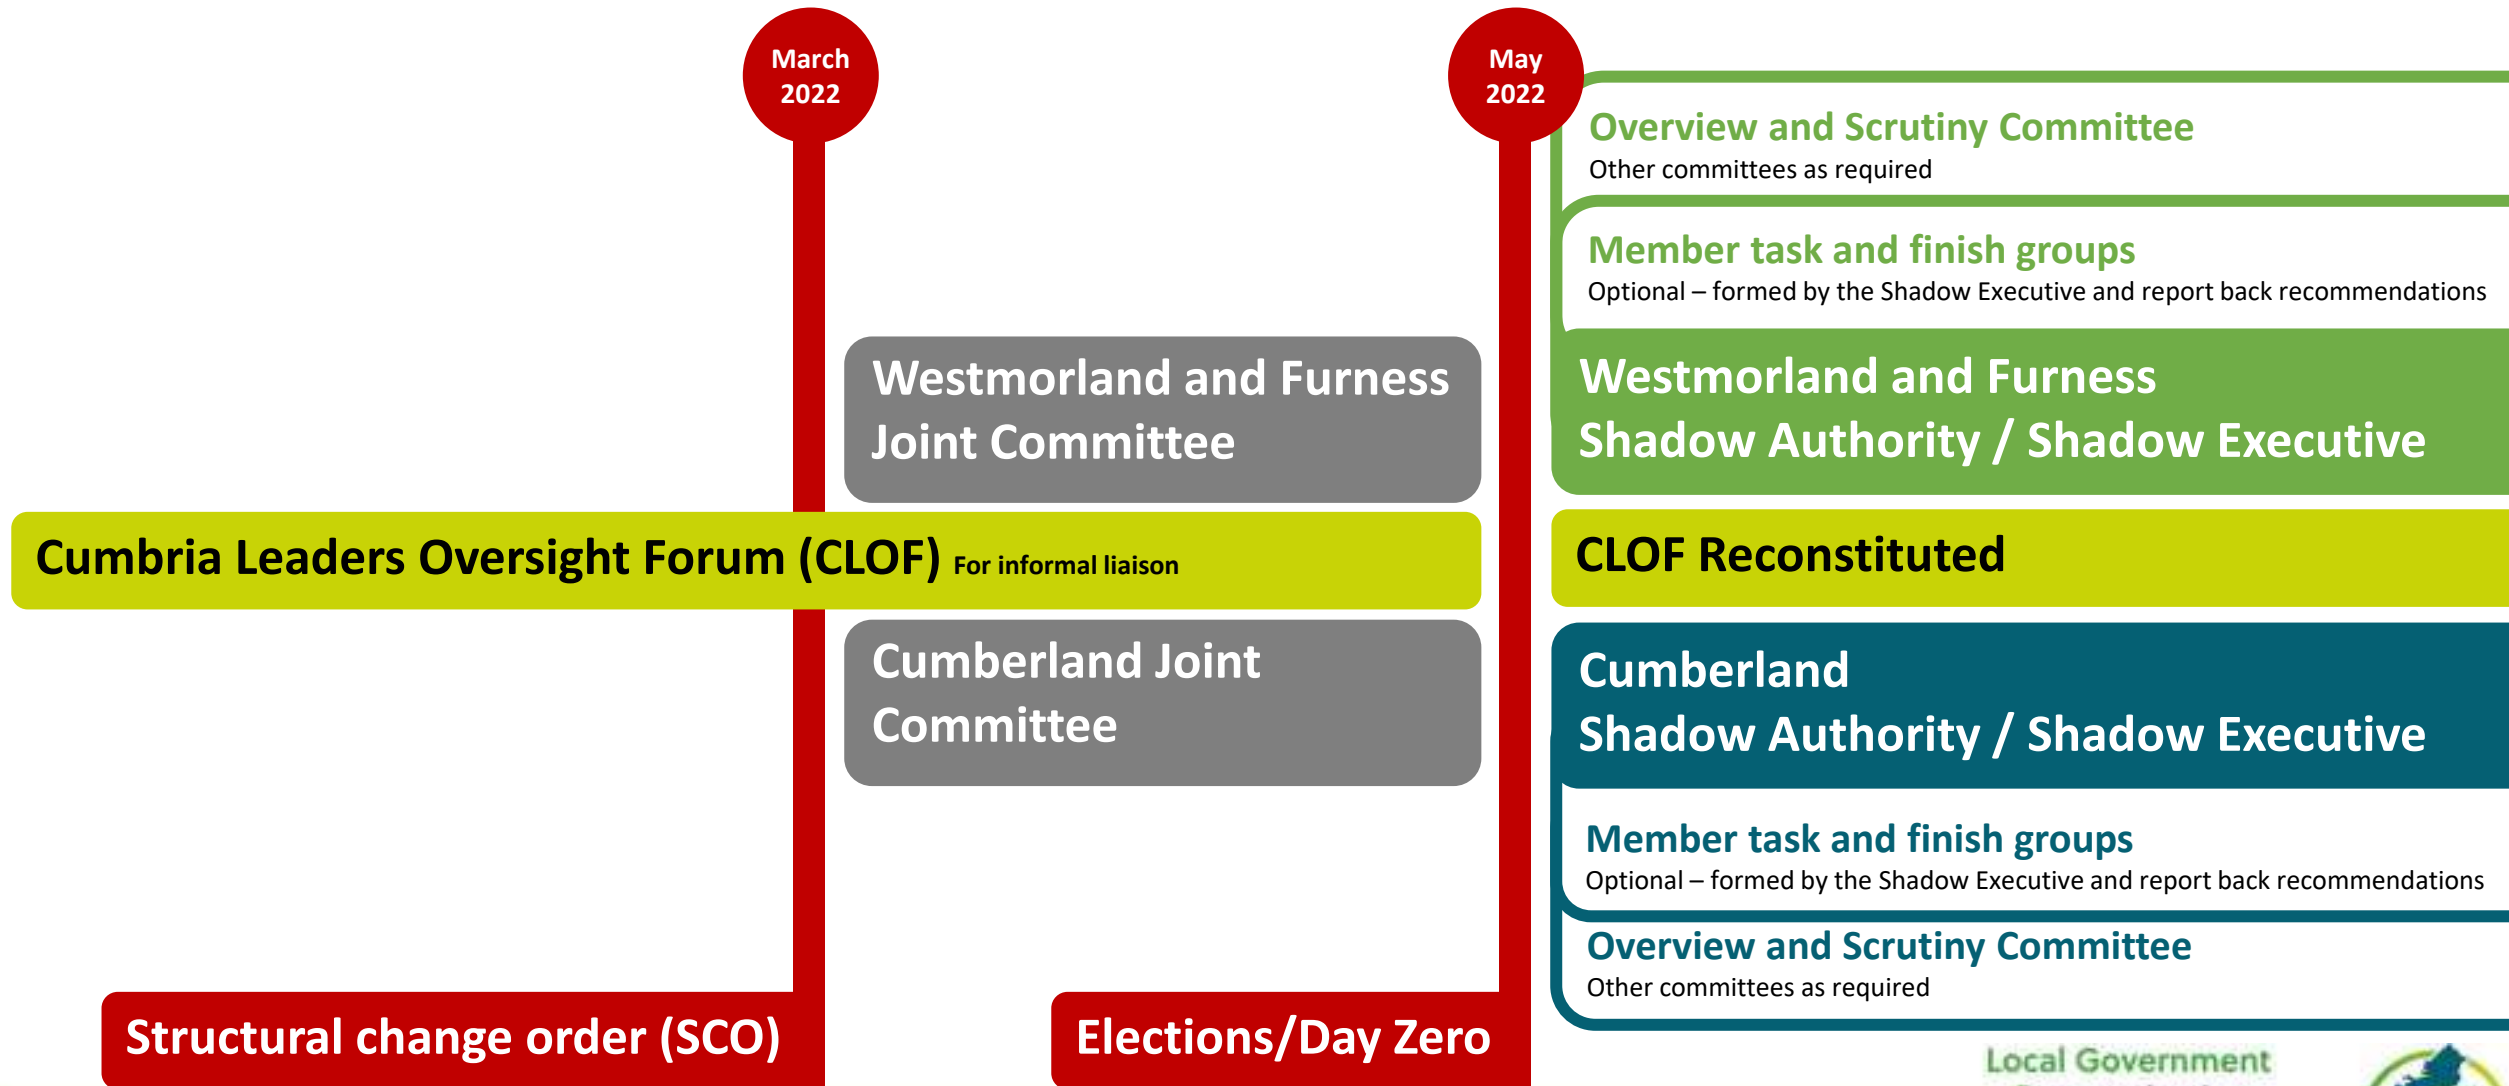 March
2022
May
2022
Overview and Scrutiny Committee
Other committees as required
Member task and finish groups
Optional – formed by the Shadow Executive and report back recommendations
Westmorland and Furness
Joint Committee
Westmorland and Furness
Shadow Authority / Shadow Executive
Cumbria Leaders Oversight Forum (CLOF) For informal liaison
CLOF Reconstituted
Cumberland Joint
Committee
Cumberland
Shadow Authority / Shadow Executive
Member task and finish groups
Optional – formed by the Shadow Executive and report back recommendations
Overview and Scrutiny Committee
Other committees as required
Structural change order (SCO)
Elections/Day Zero
Local Government